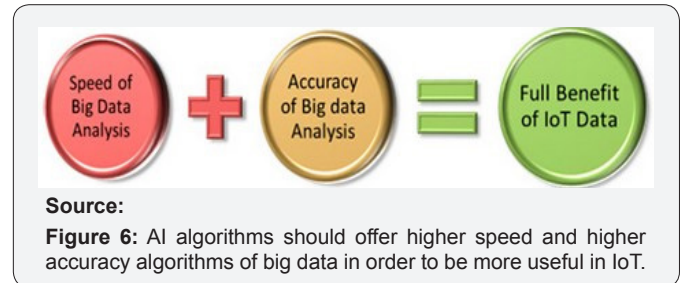 Speed of
Big Data
Analysis
Accuracy
of Big data
Analysis
Full Benefit
of IoT Data
Source:
Figure 6: AI algorithms should offer higher speed and higher
accuracy algorithms of big data in order to be more useful in IoT.